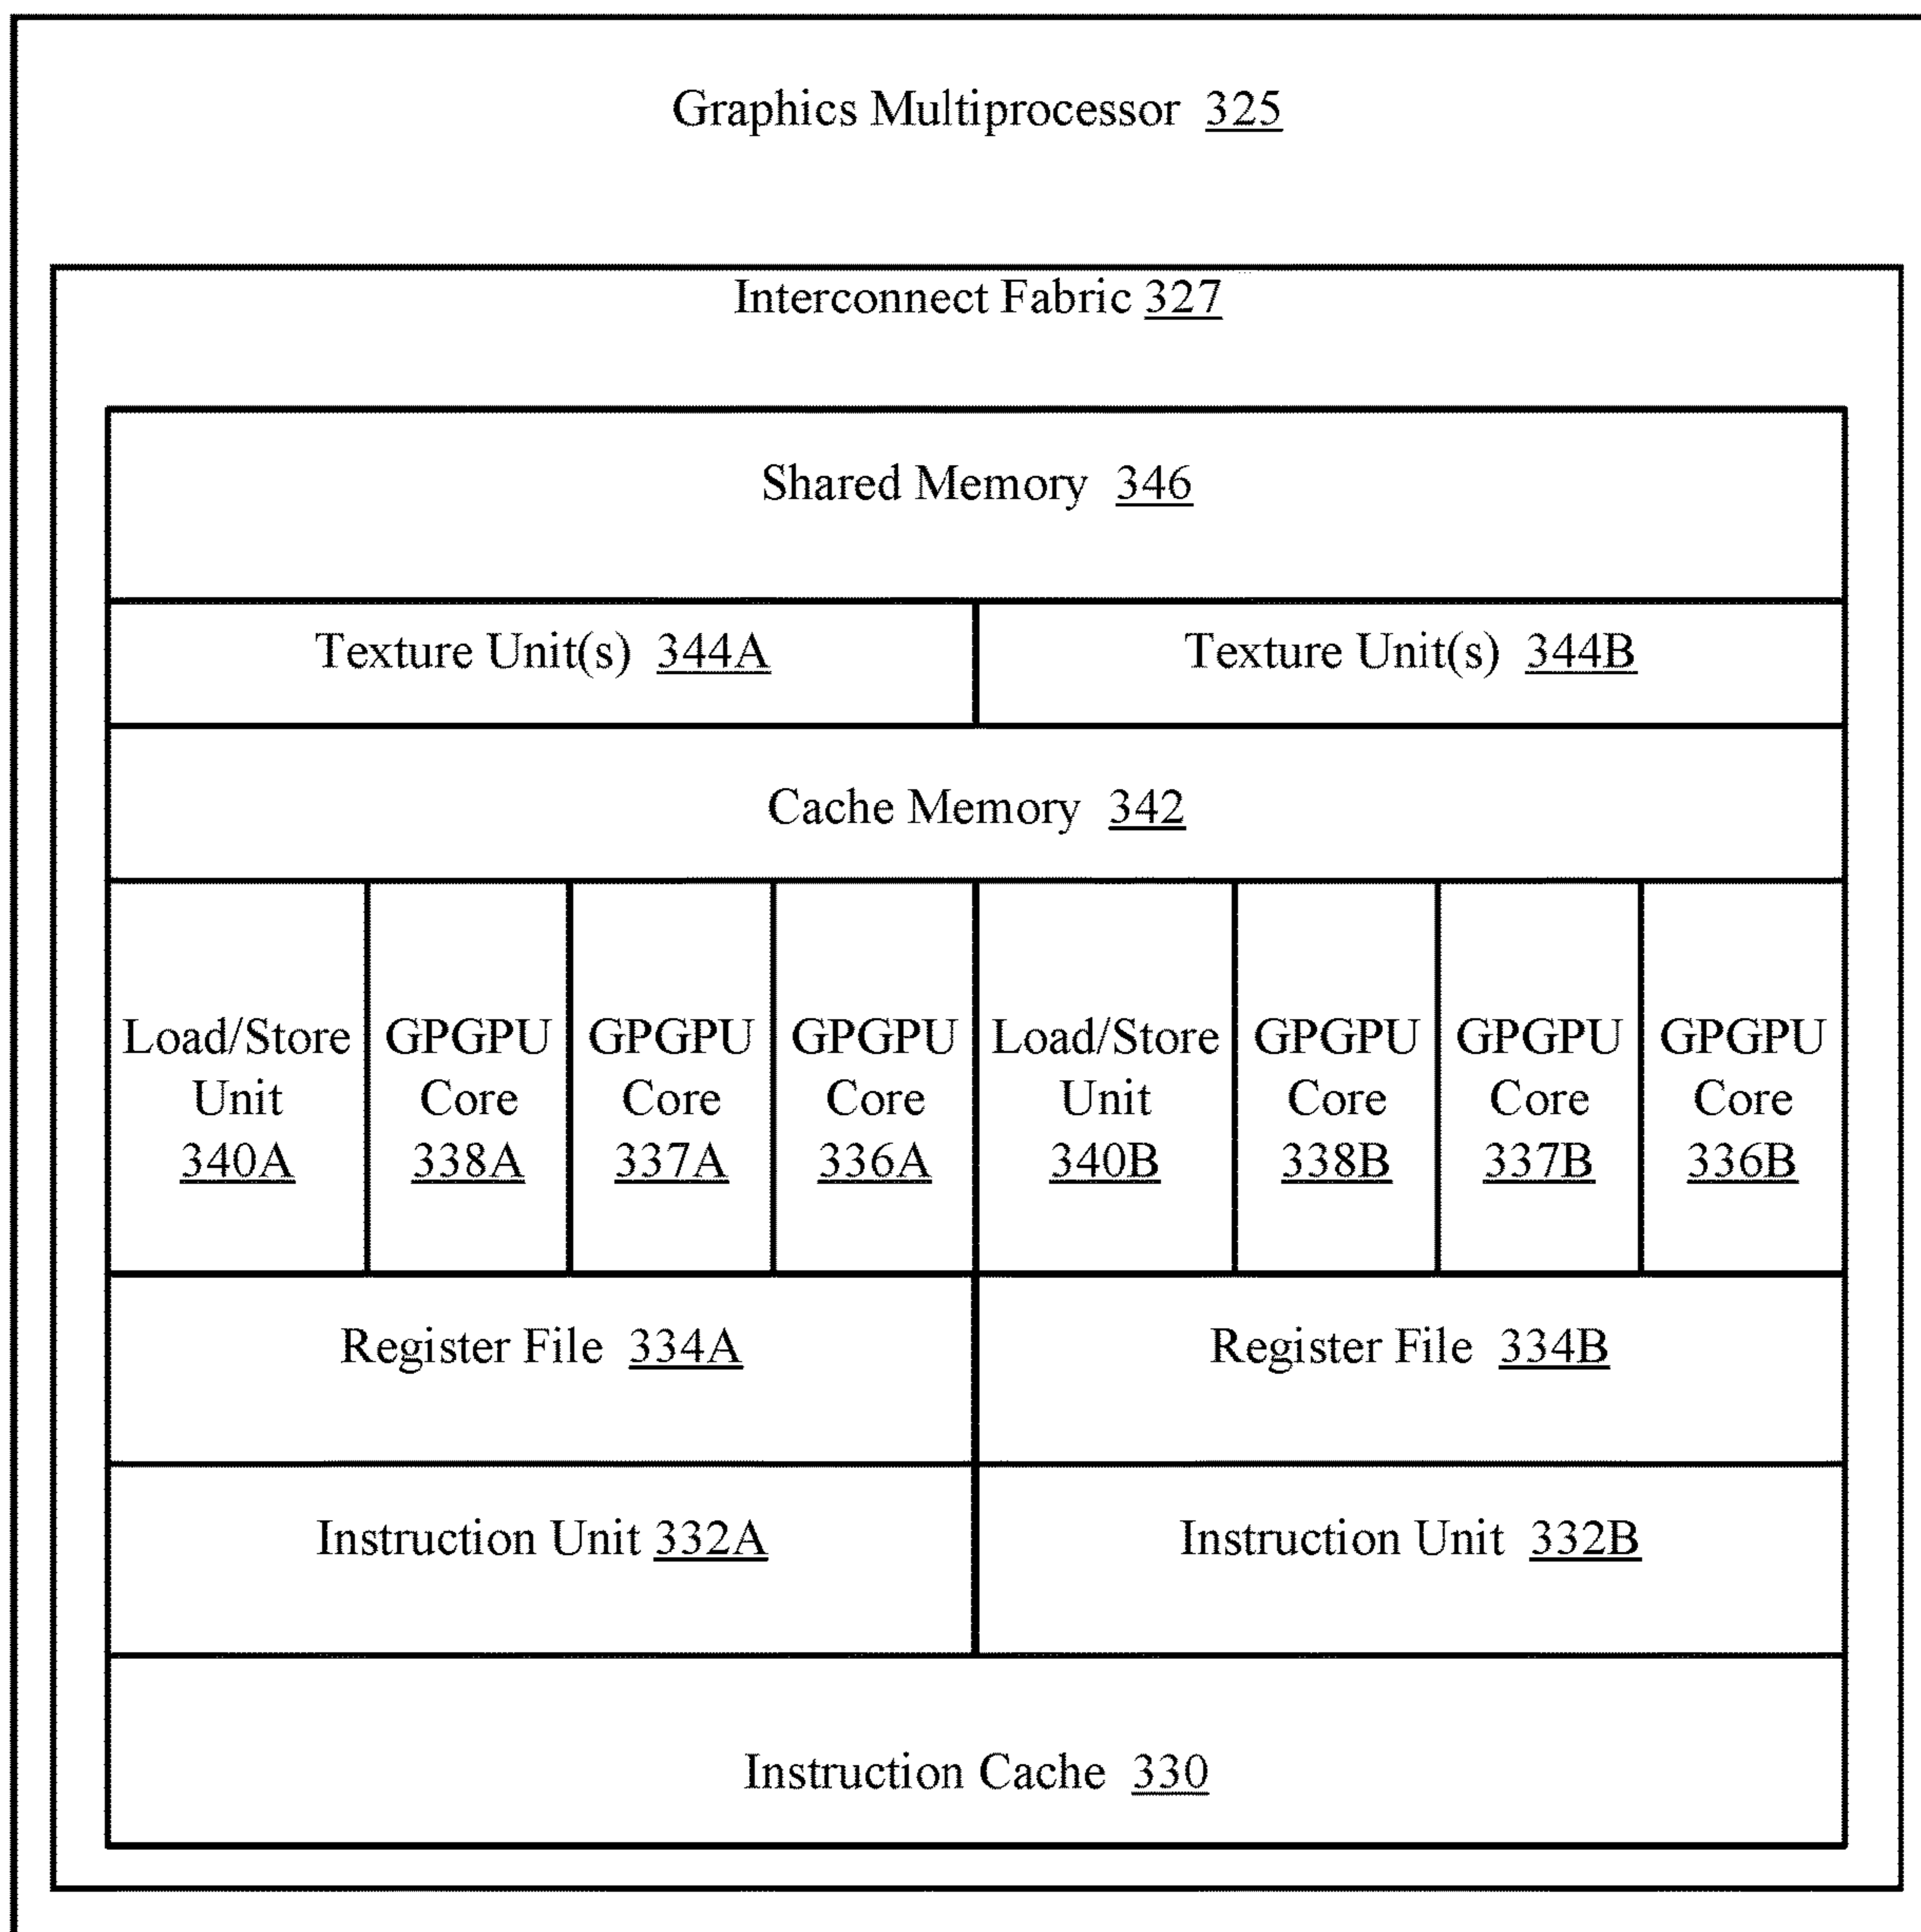 Graphics Multiprocessor 325
Interconnect Fabric 327
Shared Memory 346
Texture Unit(s) 344A
Texture Unit(s) 344B
Cache Memory 342
Load/Store
Unit
340A
GPGPU
Core
338A
GPGPU
Core
337A
GPGPU
Core
336A
Load/Store
Unit
340B
GPGPU
Core
338B
GPGPU
Core
337B
GPGPU
Core
336B
Register File 334A
Register File 334B
Instruction Unit 332A
Instruction Unit 332B
Instruction Cache 330